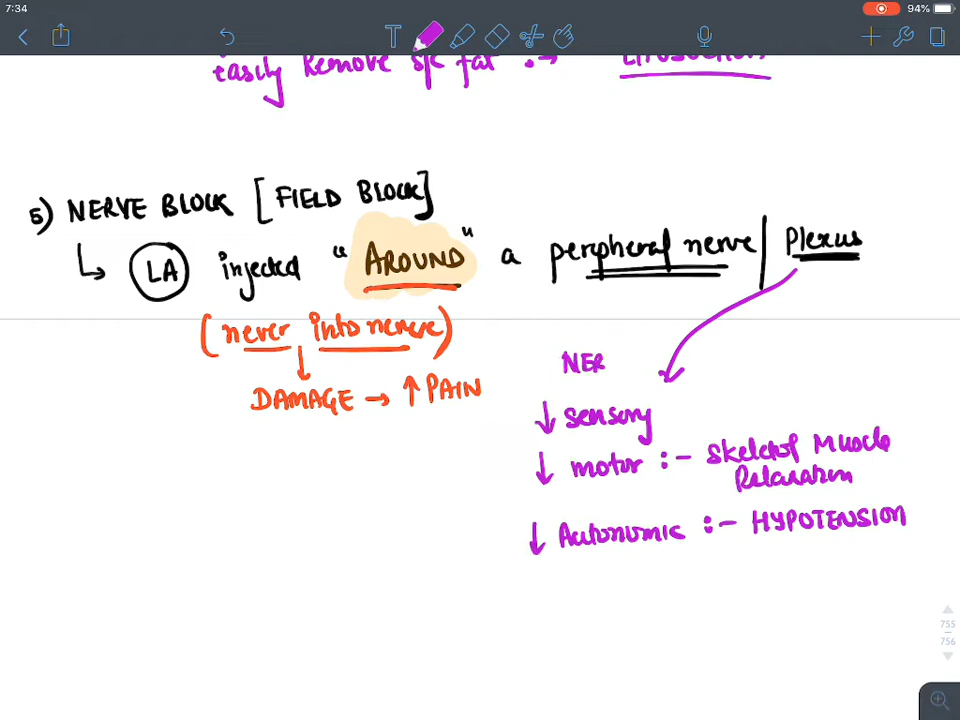 7:34
94%
T
easily Remove s/c fat :→ LIPOSUCTION
5) NERVE BLOCK [FIELD BLOCK]
↳ LA injected "AROUND" a peripheral nerve/Plexus
(never into nerve)
↓
DAMAGE → ↑ PAIN
NER
↓ sensory
↓ motor :- Skeletal Muscle
Relaxation
↓ Autonomic :- HYPOTENSION
755
756